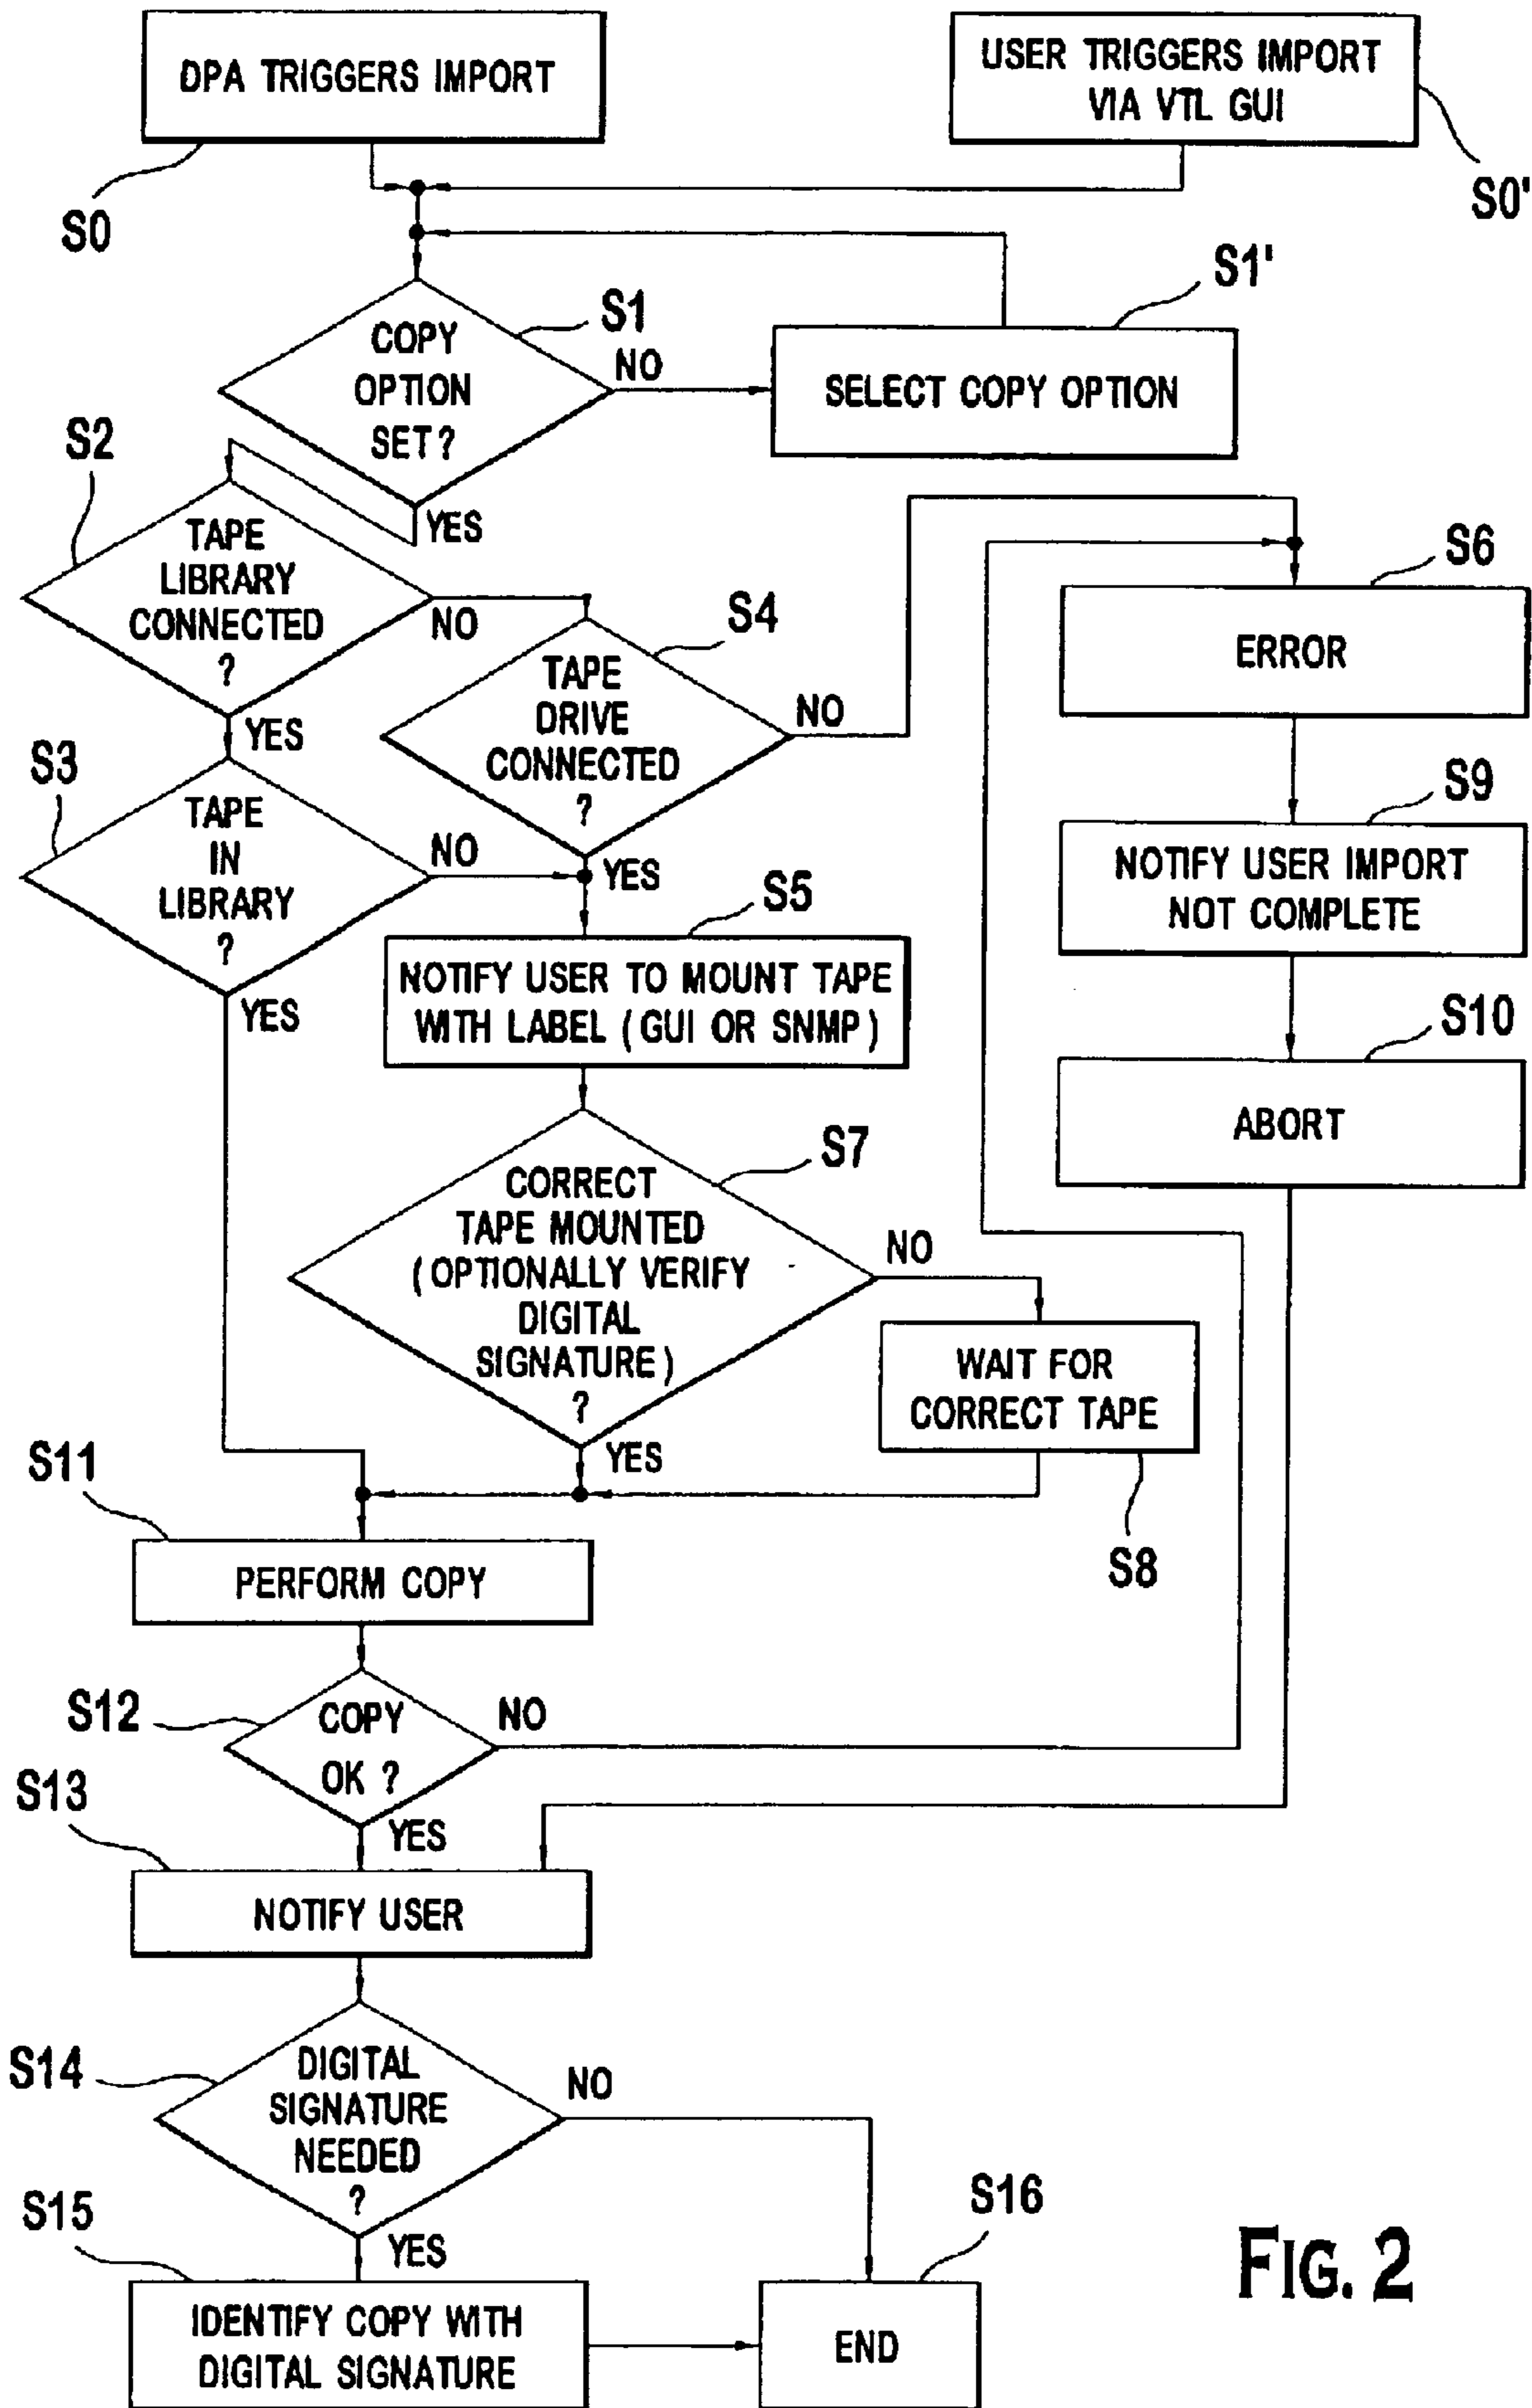 DPA TRIGGERS IMPORT
USER TRIGGERS IMPORT
VIA VTL GUI
S0
S0'
S1
S1'
COPY
OPTION
SET?
NO
SELECT COPY OPTION
YES
S2
TAPE
LIBRARY
CONNECTED
?
NO
YES
S4
TAPE
DRIVE
CONNECTED
?
NO
YES
S6
ERROR
S3
TAPE
IN
LIBRARY
?
NO
YES
S9
NOTIFY USER IMPORT
NOT COMPLETE
S5
NOTIFY USER TO MOUNT TAPE
WITH LABEL (GUI OR SNMP)
S10
ABORT
S7
CORRECT
TAPE MOUNTED
(OPTIONALLY VERIFY
DIGITAL
SIGNATURE)
?
NO
YES
WAIT FOR
CORRECT TAPE
S8
S11
PERFORM COPY
S12
COPY
OK ?
NO
YES
S13
NOTIFY USER
S14
DIGITAL
SIGNATURE
NEEDED
?
NO
YES
S15
IDENTIFY COPY WITH
DIGITAL SIGNATURE
S16
END
FIG. 2